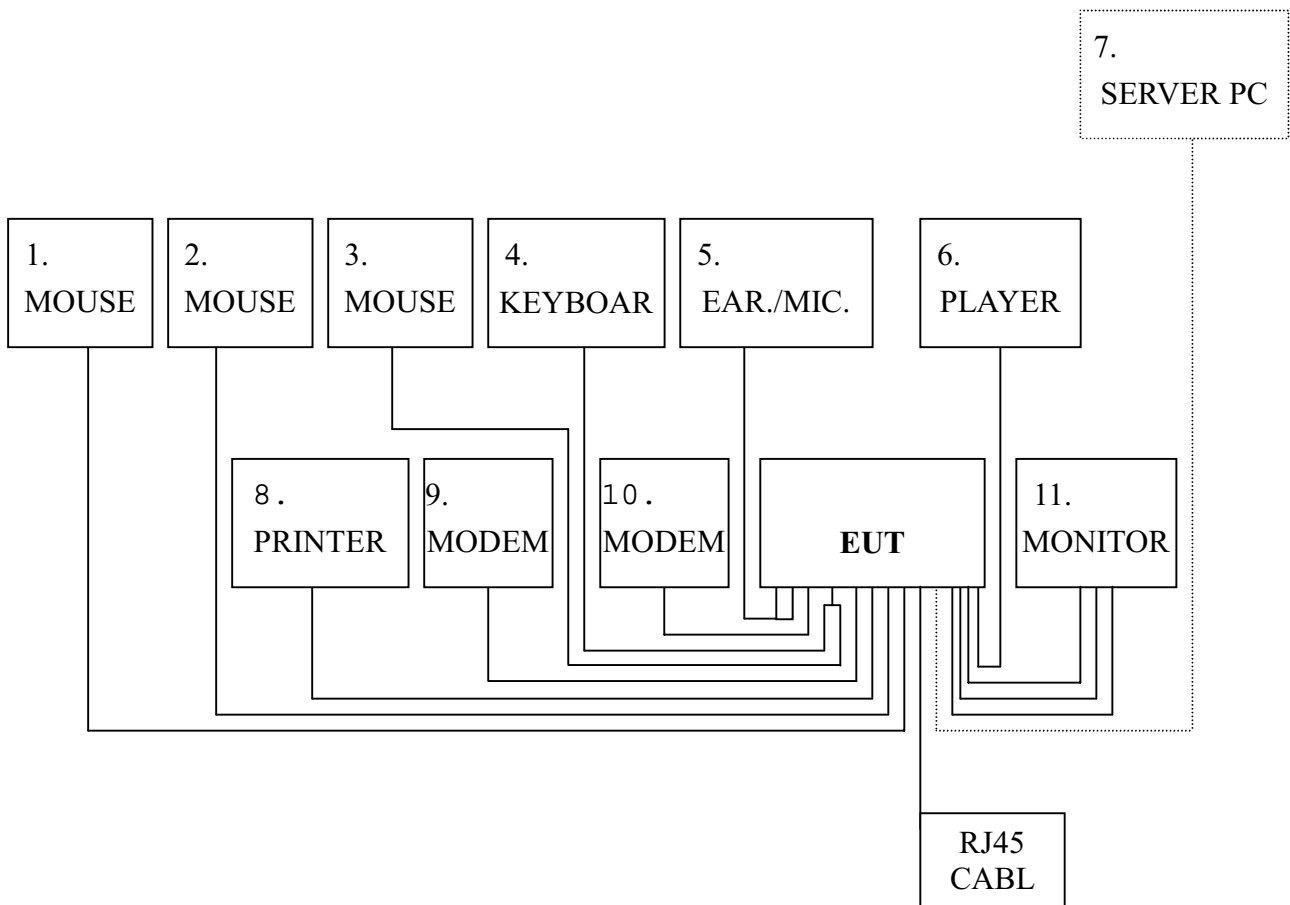 7.
SERVER PC
1.
MOUSE
2.
MOUSE
3.
MOUSE
4.
KEYBOAR
5.
EAR./MIC.
6.
PLAYER
8.
PRINTER
9.
MODEM
10.
MODEM
EUT
11.
MONITOR
RJ45
CABL